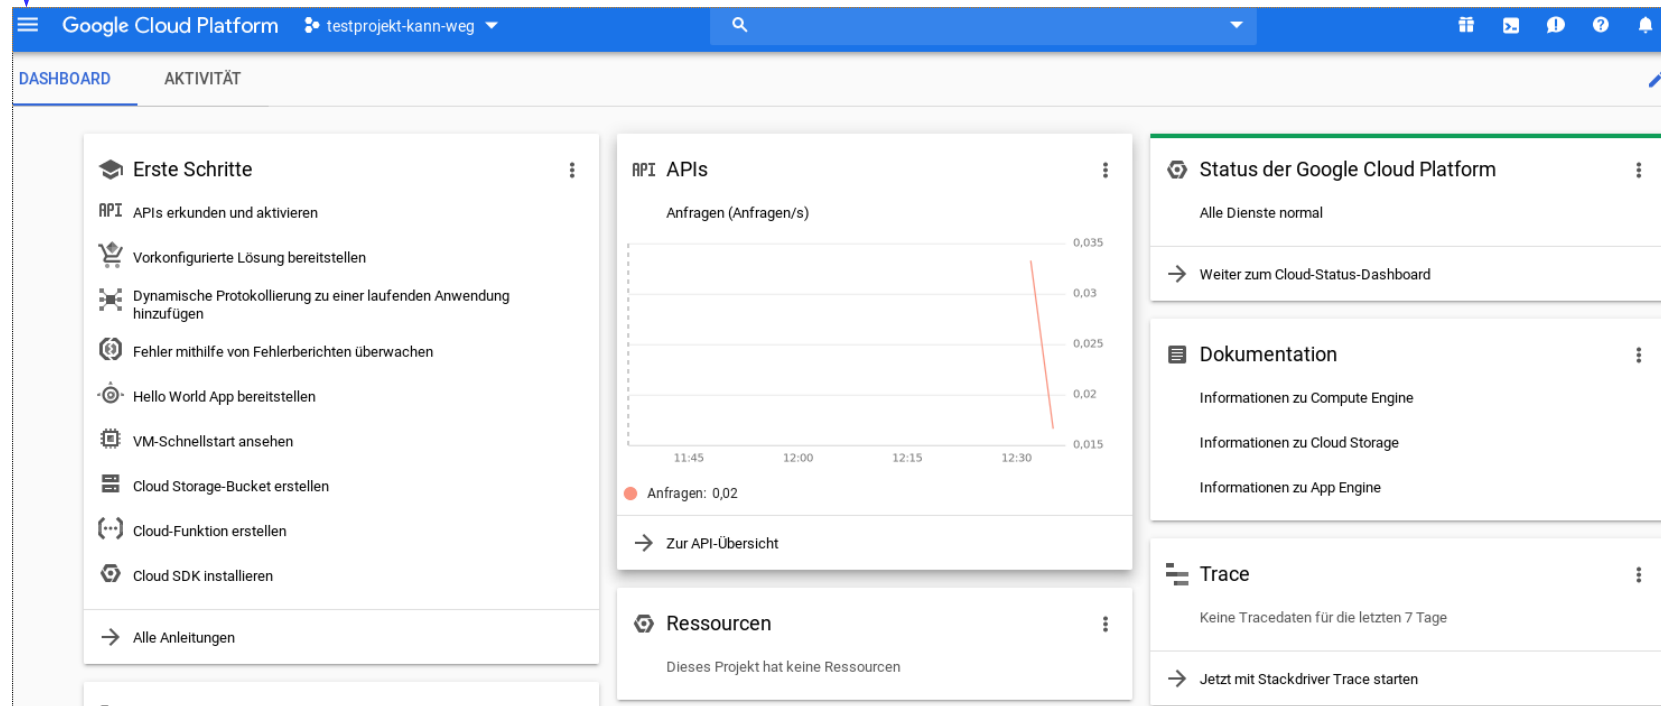 Google Cloud Platform testprojekt-kann-weg
DASHBOARD AKTIVITÄT
Erste Schritte
API APIs erkunden und aktivieren
Vorkonfigurierte Lösung bereitstellen
Dynamische Protokollierung zu einer laufenden Anwendung
hinzufügen
Fehler mithilfe von Fehlerberichten überwachen
Hello World App bereitstellen
VM-Schnellstart ansehen
Cloud Storage-Bucket erstellen
Cloud-Funktion erstellen
Cloud SDK installieren
Alle Anleitungen
API APIs
Anfragen (Anfragen/s)
0,035
0,03
0,025
0,02
0,015
11:45 12:00 12:15 12:30
Anfragen: 0,02
Zur API-Übersicht
Ressourcen
Dieses Projekt hat keine Ressourcen
Status der Google Cloud Platform
Alle Dienste normal
Weiter zum Cloud-Status-Dashboard
Dokumentation
Informationen zu Compute Engine
Informationen zu Cloud Storage
Informationen zu App Engine
Trace
Keine Tracedaten für die letzten 7 Tage
Jetzt mit Stackdriver Trace starten